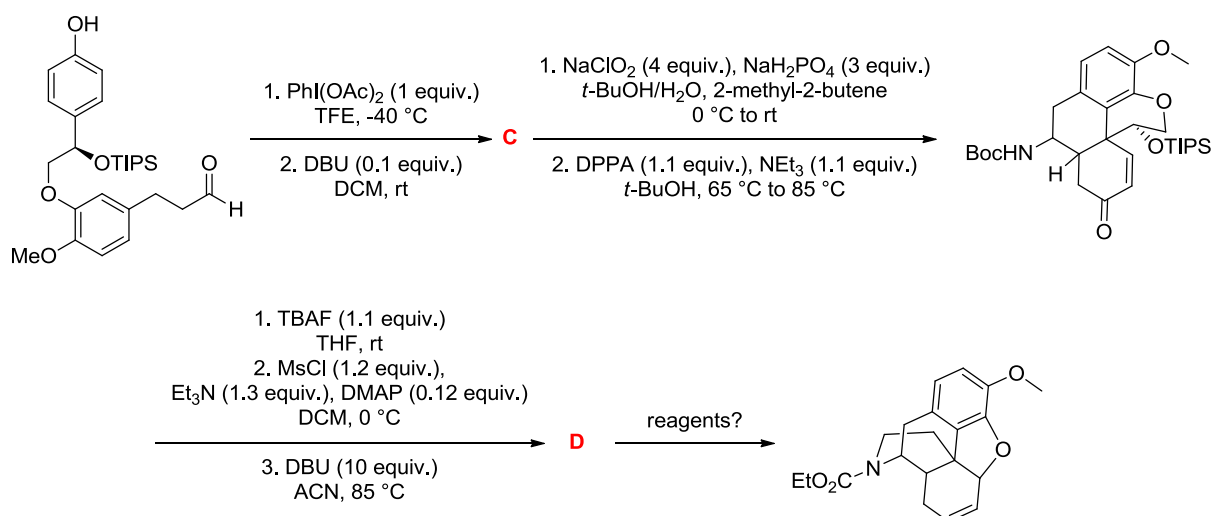 OH
OTIPS
O
O
H
MeO
1. PhI(OAc)2 (1 equiv.)
TFE, -40 °C
2. DBU (0.1 equiv.)
DCM, rt
C
1. NaClO2 (4 equiv.), NaH2PO4 (3 equiv.)
t-BuOH/H2O, 2-methyl-2-butene
0 °C to rt
2. DPPA (1.1 equiv.), NEt3 (1.1 equiv.)
t-BuOH, 65 °C to 85 °C
O
O
OTIPS
BocHN
H
O
1. TBAF (1.1 equiv.)
THF, rt
2. MsCl (1.2 equiv.),
Et3N (1.3 equiv.), DMAP (0.12 equiv.)
DCM, 0 °C
3. DBU (10 equiv.)
ACN, 85 °C
D
reagents?
O
O
N
EtO2C